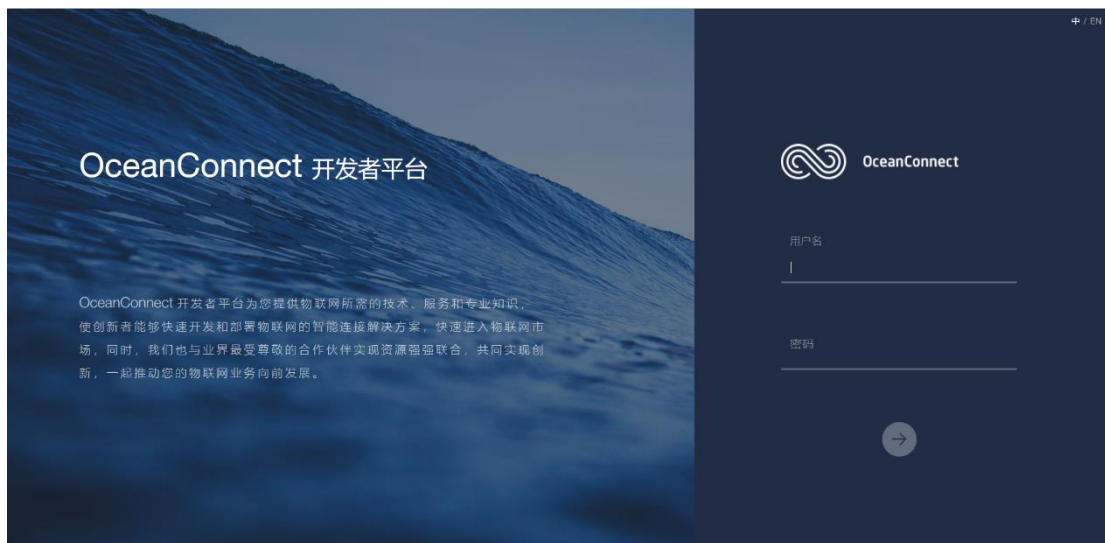 中 / EN
OceanConnect 开发者平台
OceanConnect 开发者平台为您提供物联网所需的技术、服务和专业知识，
使创新者能够快速开发和部署物联网的智能连接解决方案，快速进入物联网市
场，同时，我们也与业界最受尊敬的合作伙伴实现资源强强联合，共同实现创
新，一起推动您的物联网业务向前发展。
OceanConnect
用户名
密码